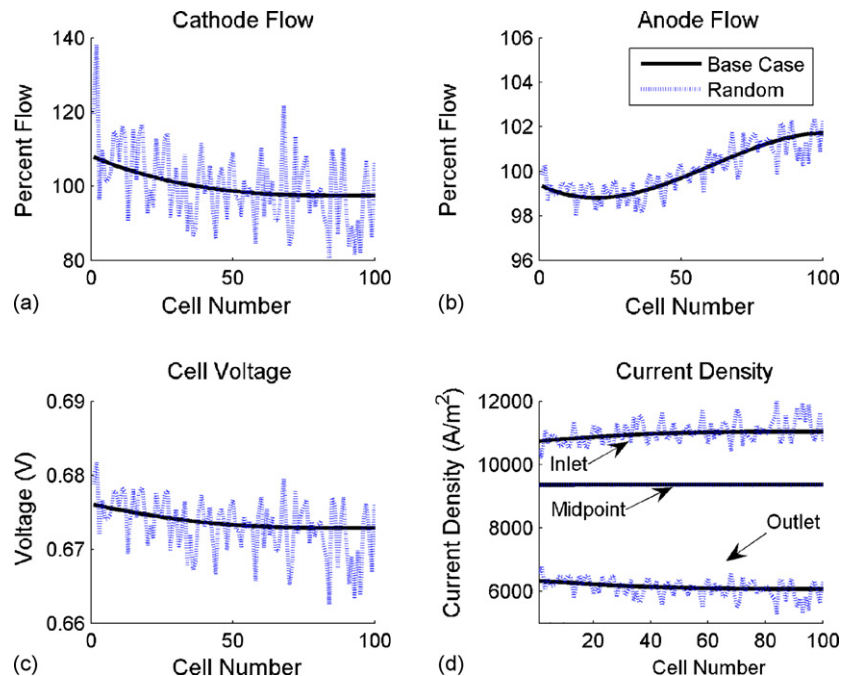 Cathode Flow
Percent Flow
140
120
100
80
0
50
100
Cell Number
(a)
Anode Flow
Percent Flow
106
104
102
100
98
96
0
50
100
Cell Number
(b)
Base Case
Random
Cell Voltage
Voltage (V)
0.69
0.68
0.67
0.66
0
50
100
Cell Number
(c)
Current Density
Current Density (A/m²)
12000
10000
8000
6000
20
40
60
80
100
Cell Number
(d)
Inlet
Midpoint
Outlet